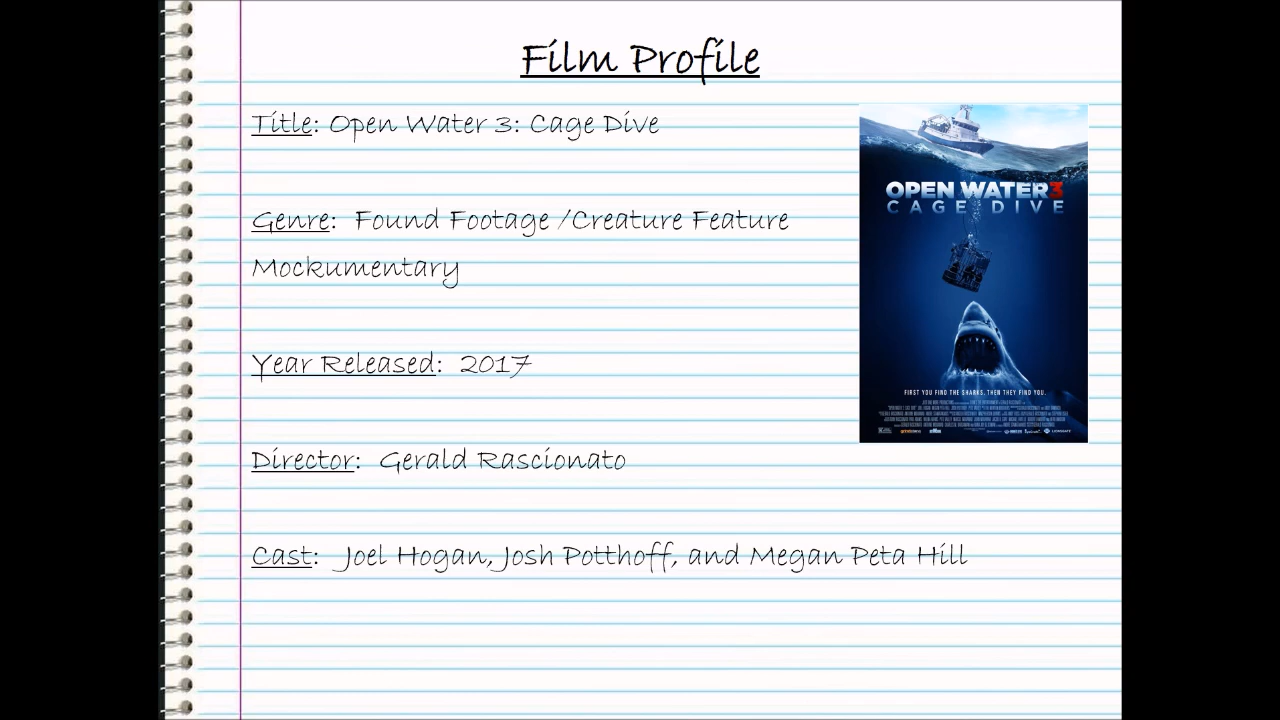 Film Profile
Title: Open Water 3: Cage Dive
Genre: Found Footage /Creature Feature
Mockumentary
Year Released: 2017
Director: Gerald Rascionato
Cast: Joel Hogan, Josh Potthoff, and Megan Peta Hill
OPEN WATER3
CAGE DIVE
FIRST YOU FIND THE SHARKS. THEN THEY FIND YOU.
LIONSGATE